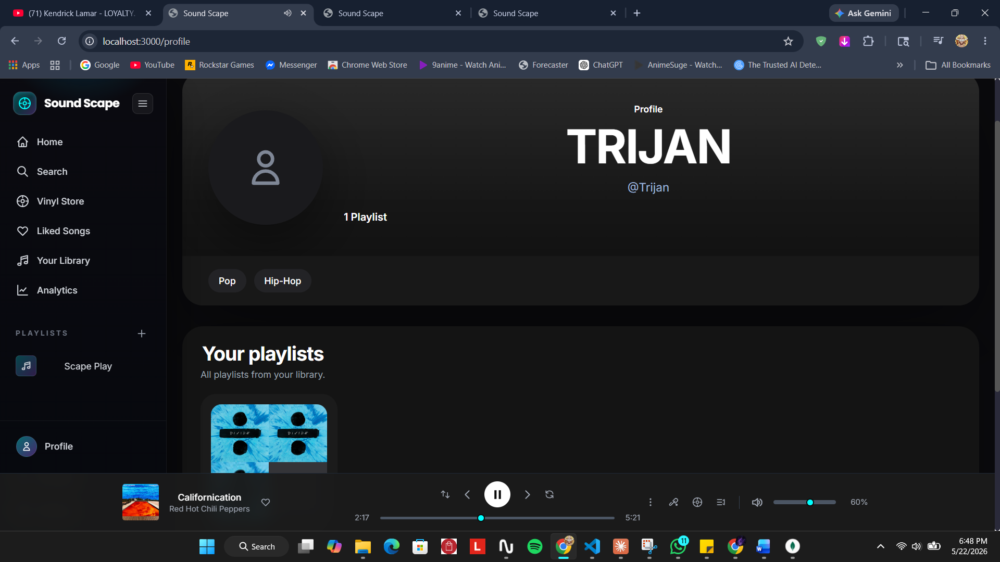 (71) Kendrick Lamar - LOYALTY.
Sound Scape
Sound Scape
Sound Scape
Ask Gemini
localhost:3000/profile
Apps
Google
YouTube
Rockstar Games
Messenger
Chrome Web Store
9anime - Watch Ani...
Forecaster
ChatGPT
AnimeSuge - Watch...
The Trusted AI Dete...
All Bookmarks
Sound Scape
Home
Search
Vinyl Store
Liked Songs
Your Library
Analytics
PLAYLISTS
Scape Play
Profile
Profile
TRIJAN
@Trijan
1 Playlist
Pop
Hip-Hop
Your playlists
All playlists from your library.
DIVIDE
DIVIDE
Californication
Red Hot Chili Peppers
2:17
5:21
60%
Search
L
11
W
6:48 PM
5/22/2026